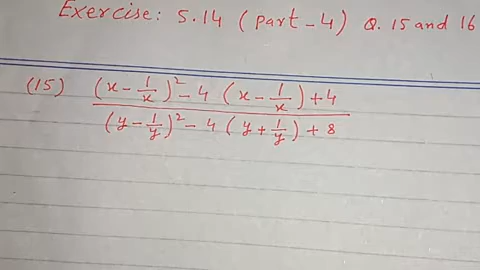 Exercise: 5.14 (part-4) Q. 15 and 16
(15) (x - 1/x)² - 4 (x - 1/x) + 4
(y - 1/y)² - 4 (y + 1/y) + 8